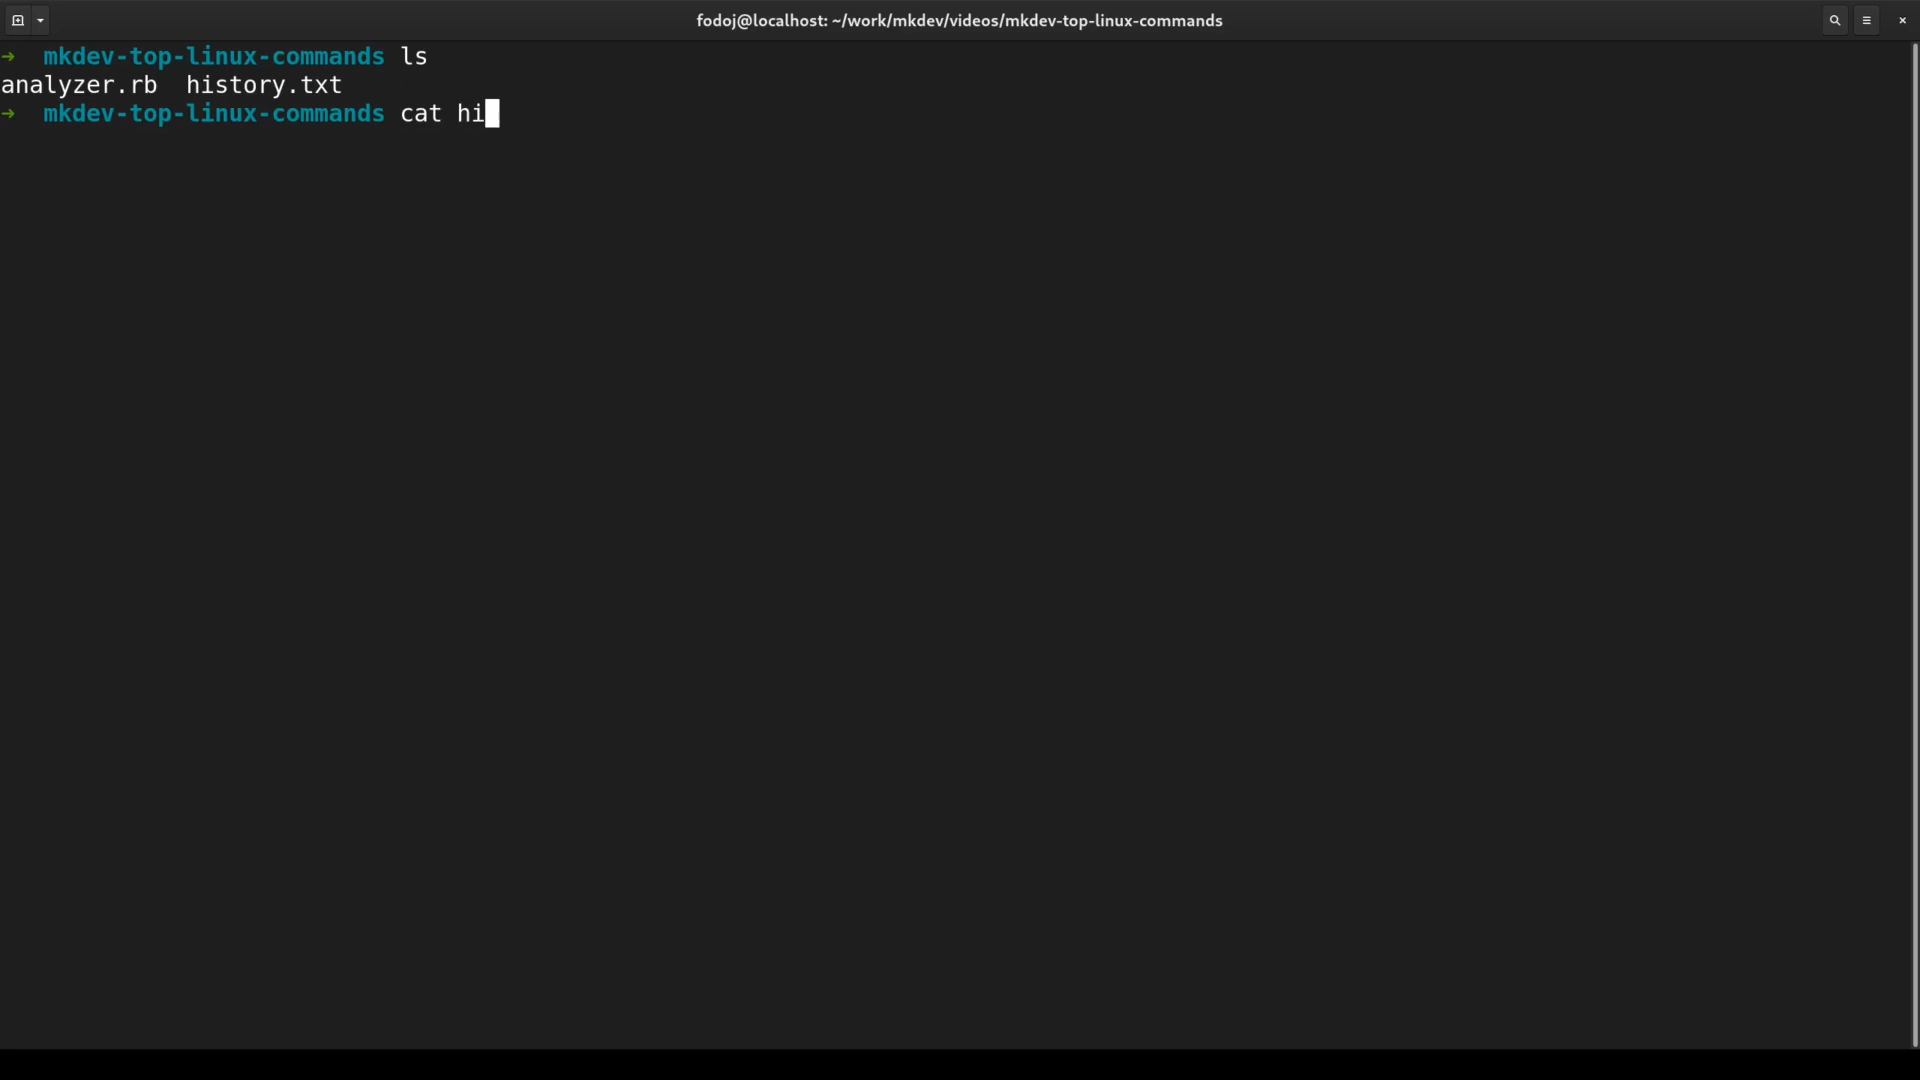 fodoj@localhost: ~/work/mkdev/videos/mkdev-top-linux-commands
→ mkdev-top-linux-commands ls
analyzer.rb history.txt
→ mkdev-top-linux-commands cat hi